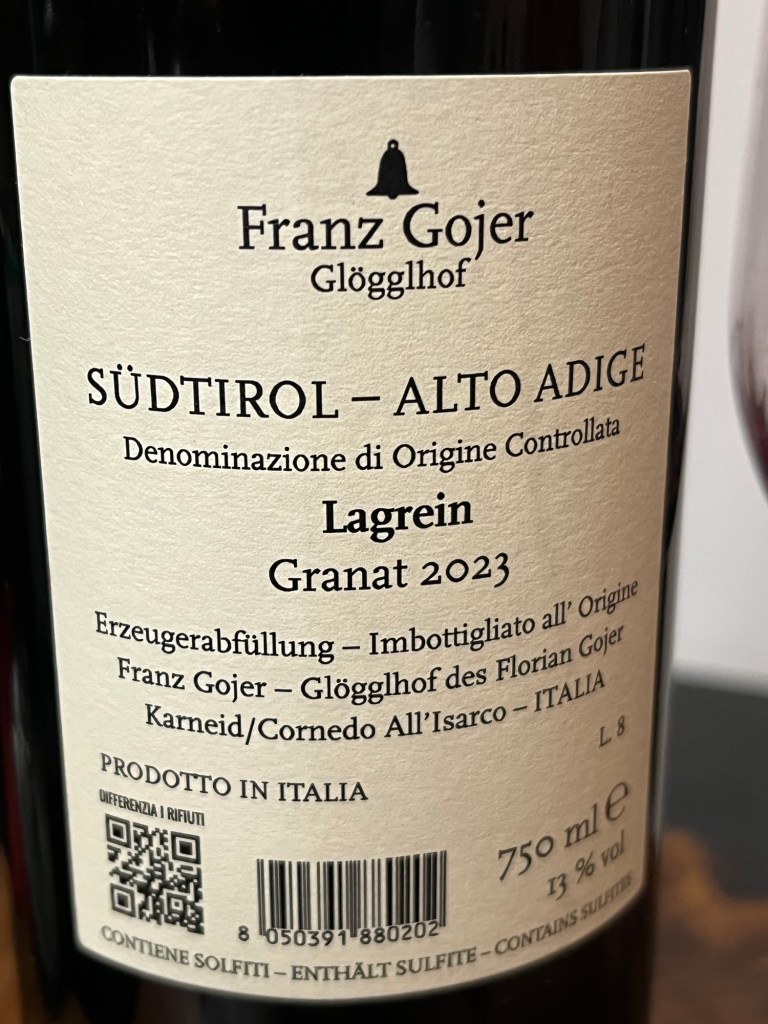 Franz Gojer
Glögglhof
SÜDTIROL – ALTO ADIGE
Denominazione di Origine Controllata
Lagrein
Granat 2023
Erzeugerabfüllung – Imbottigliato all' Origine
Franz Gojer – Glögglhof des Florian Gojer
Karneid/Cornedo All'Isarco – ITALIA
L. 8
PRODOTTO IN ITALIA
DIFFERENZIA I RIFIUTI
750 ml e
13 % vol
8 050391 880202
CONTIENE SOLFITI – ENTHÄLT SULFITE – CONTAINS SULFITES